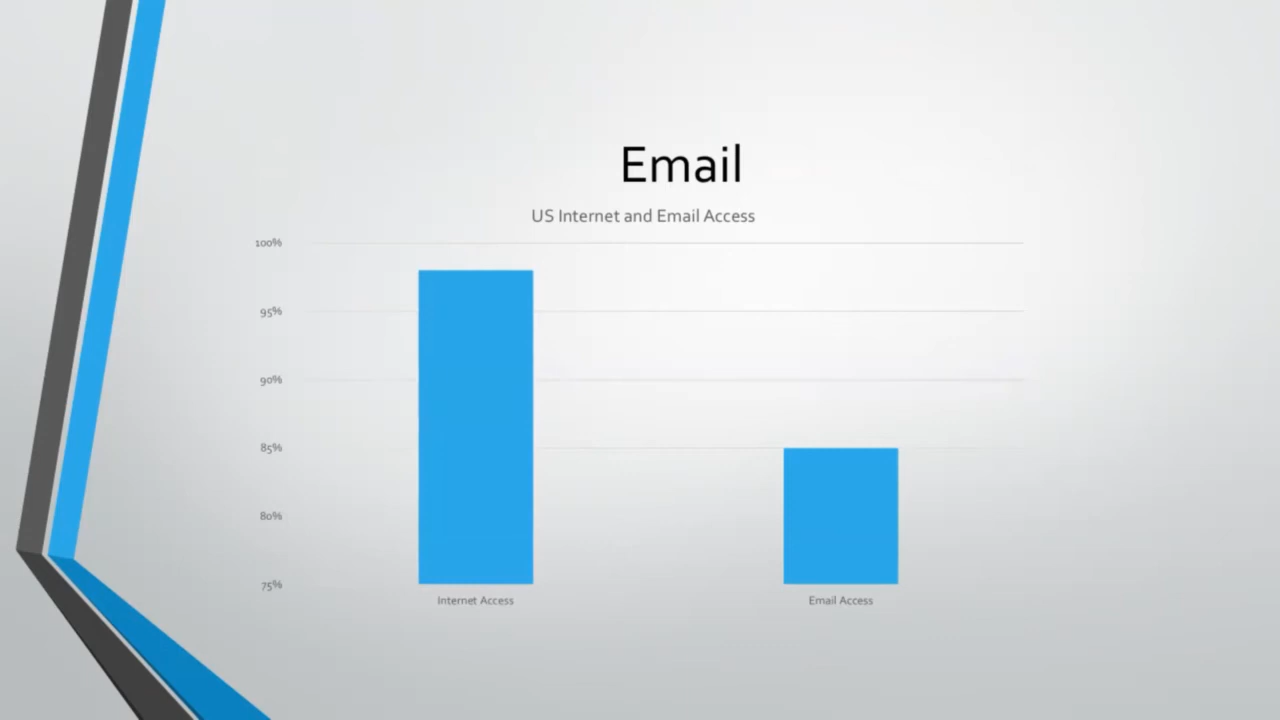 Email
US Internet and Email Access
100%
95%
90%
85%
80%
75%
Internet Access
Email Access